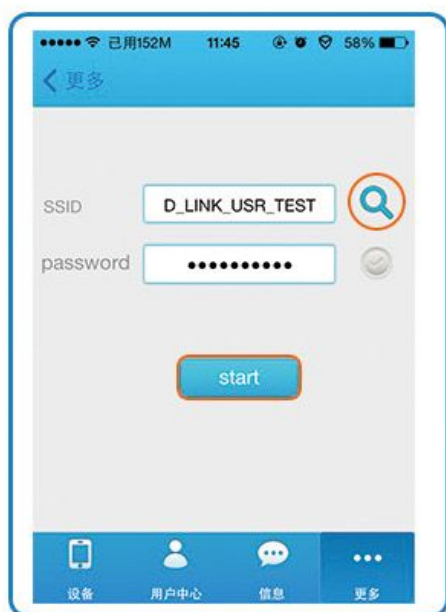 已用152M 11:45 58%
更多
SSID D_LINK_USR_TEST
password ●●●●●●●●●●
start
设备 用户中心 信息 更多